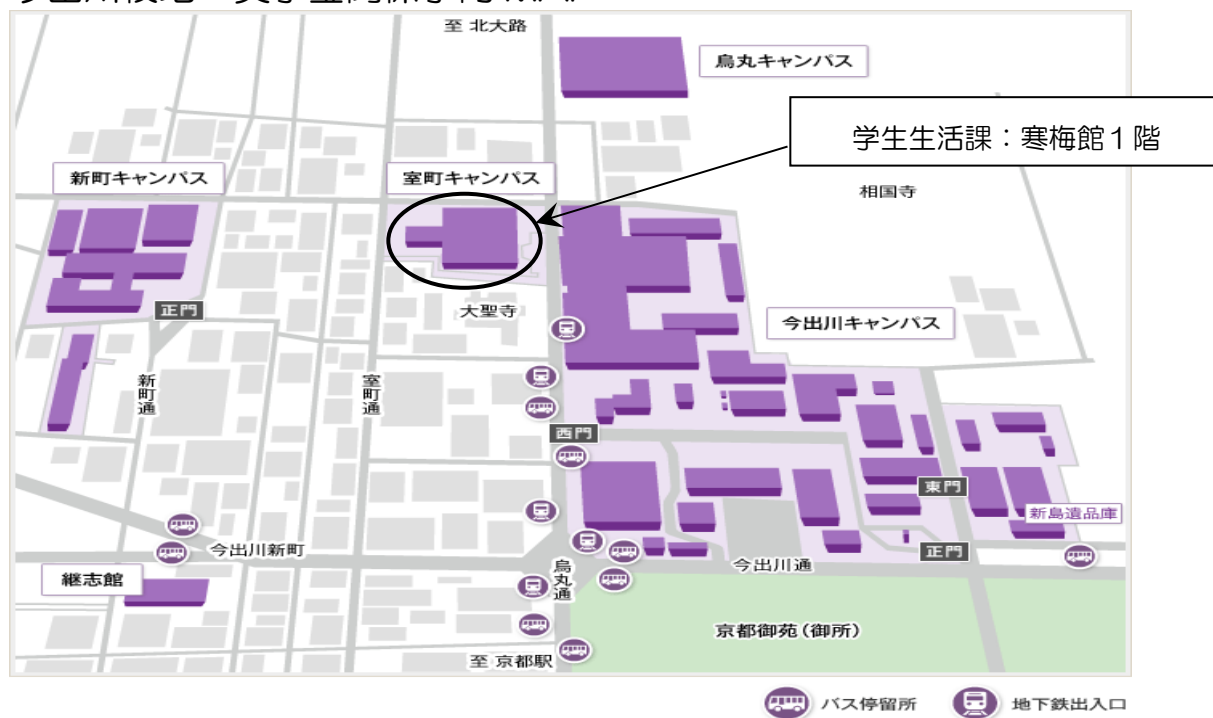 至 北大路
烏丸キャンパス
学生生活課：寒梅館１階
新町キャンパス
室町キャンパス
相国寺
大聖寺
正門
今出川キャンパス
新町通
室町通
西門
東門
新島遺品庫
今出川新町
正門
今出川通
烏丸通
継志館
京都御苑(御所)
至 京都駅
バス停留所
地下鉄出入口